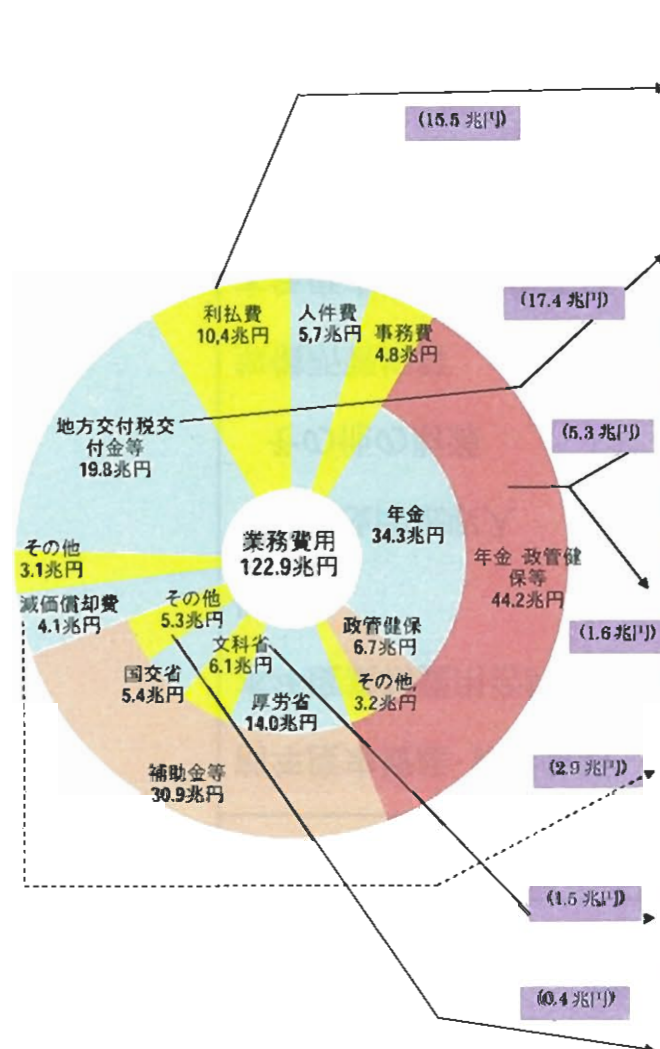 (15.5 兆円)
(17.4 兆円)
利払費
10.4兆円
人件費
5.7兆円
事務費
4.8兆円
地方交付税交
付金等
19.8兆円
(5.3 兆円)
年金
34.3兆円
業務費用
122.9兆円
年金 政管健
保等
44.2兆円
その他
3.1兆円
減価償却費
4.1兆円
その他
5.3兆円
政管健保
6.7兆円
(1.6 兆円)
文科省
6.1兆円
国交省
5.4兆円
その他
3.2兆円
厚労省
14.0兆円
補助金等
30.9兆円
(2.9 兆円)
(1.5 兆円)
(0.4 兆円)